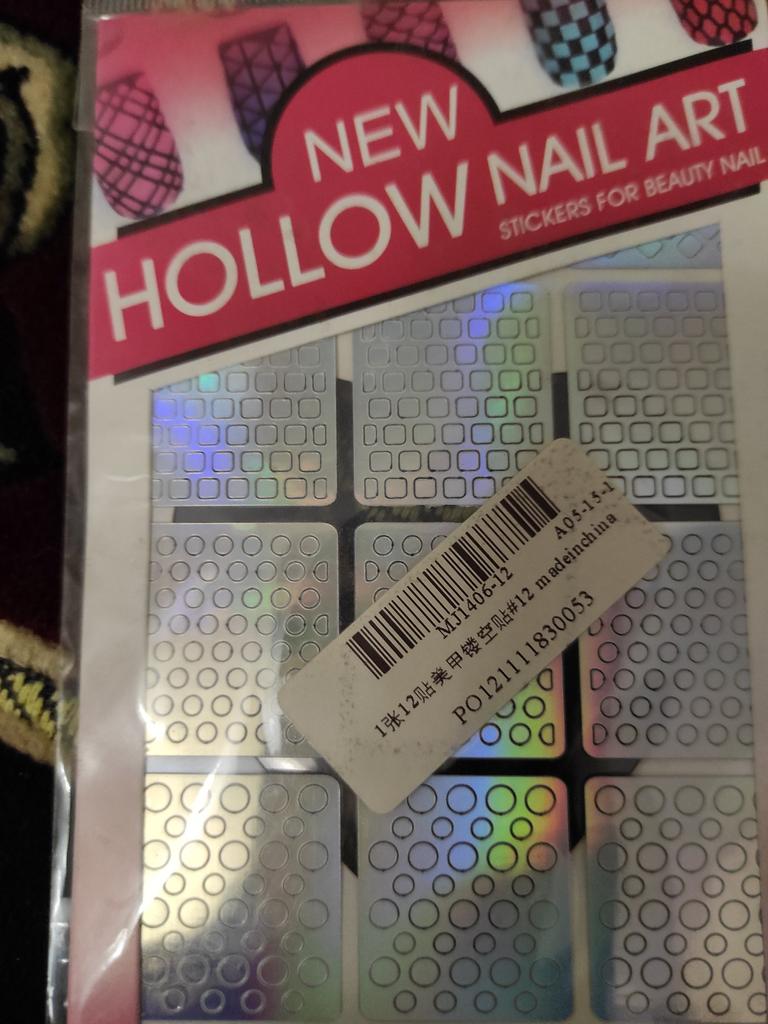 NEW
HOLLOW NAIL ART
STICKERS FOR BEAUTY NAIL
A05-15-1
MJ1406-12
1张12贴美甲镂空贴#12 madeinchina
PO121111830053